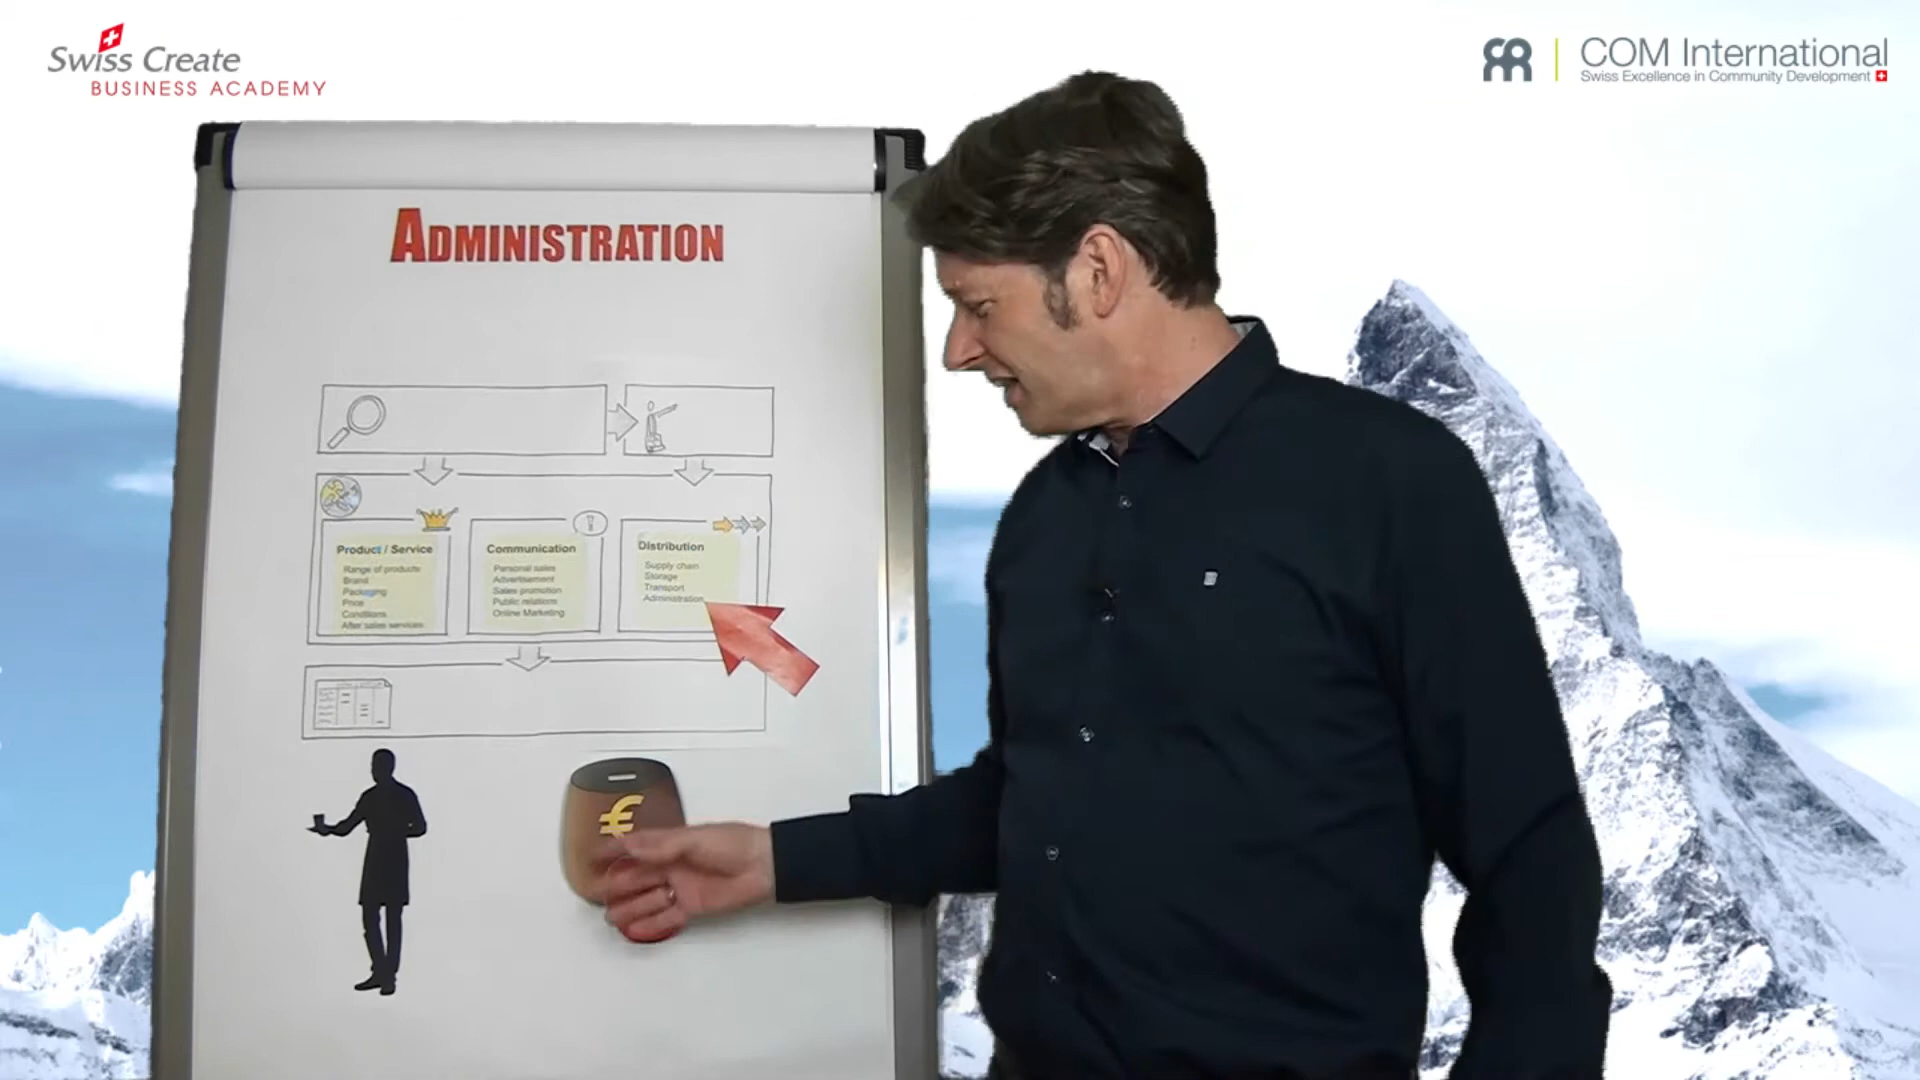 Swiss Create
BUSINESS ACADEMY
COM International
Swiss Excellence in Community Development
ADMINISTRATION
Product / Service
Range of products
Brand
Packaging
Price
Conditions
After sales services
Communication
Personal sales
Advertisement
Sales promotion
Public relations
Online Marketing
Distribution
Supply chain
Storage
Transport
Administration
€